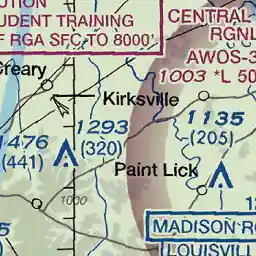 UTION
UDENT TRAINING
F RGA SFC TO 8000'
CENTRAL
RGNL
AWOS-3
1003 *L 50
Creary
Kirksville
1293
(320)
1476
(441)
1135
(205)
Paint Lick
1000
MADISON RO
LOUISVILL